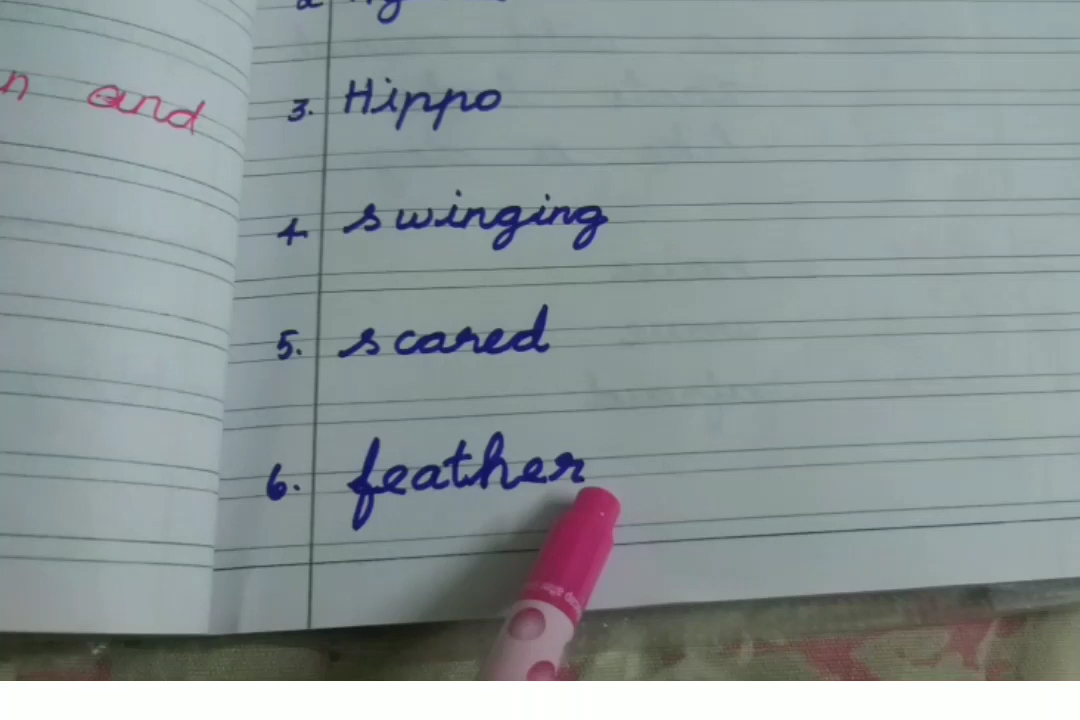 n and
3. Hippo
4. swinging
5. scared
6. feather